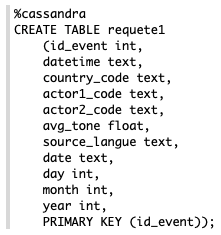 %cassandra
CREATE TABLE requete1
(id_event int,
datetime text,
country_code text,
actor1_code text,
actor2_code text,
avg_tone float,
source_langue text,
date text,
day int,
month int,
year int,
PRIMARY KEY (id_event));